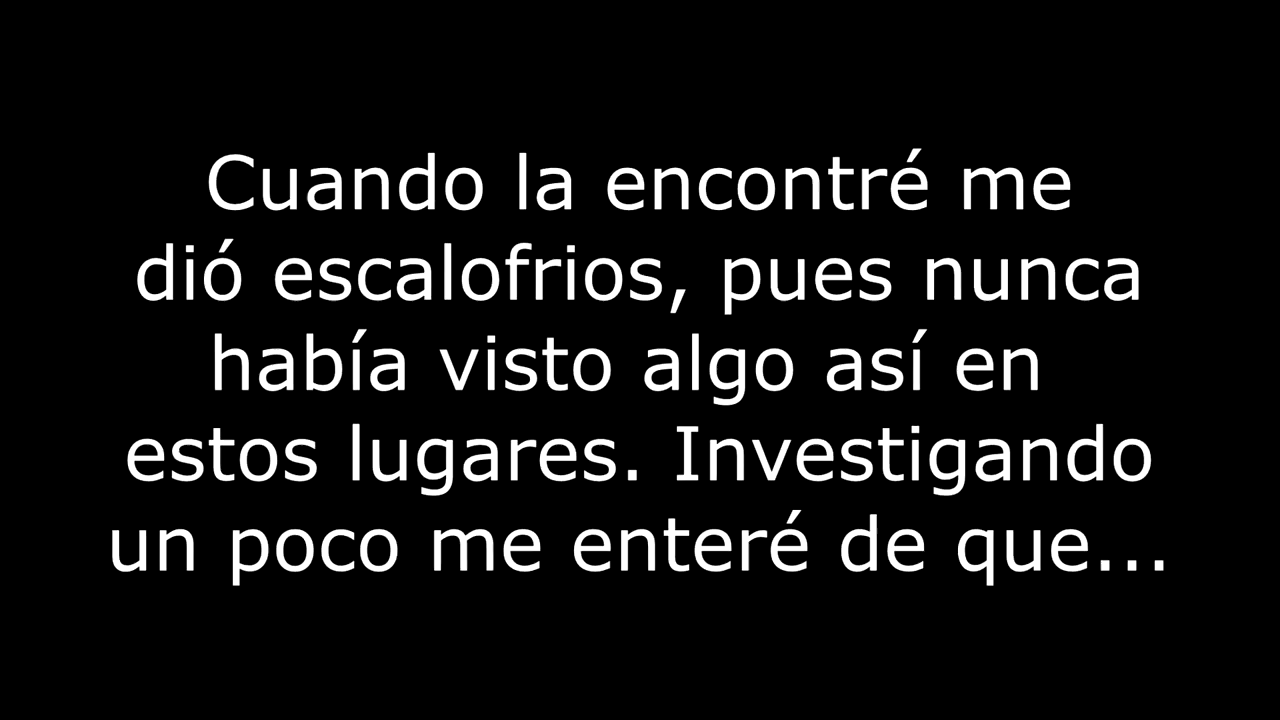 Cuando la encontré me
dió escalofrios, pues nunca
había visto algo así en
estos lugares. Investigando
un poco me enteré de que...